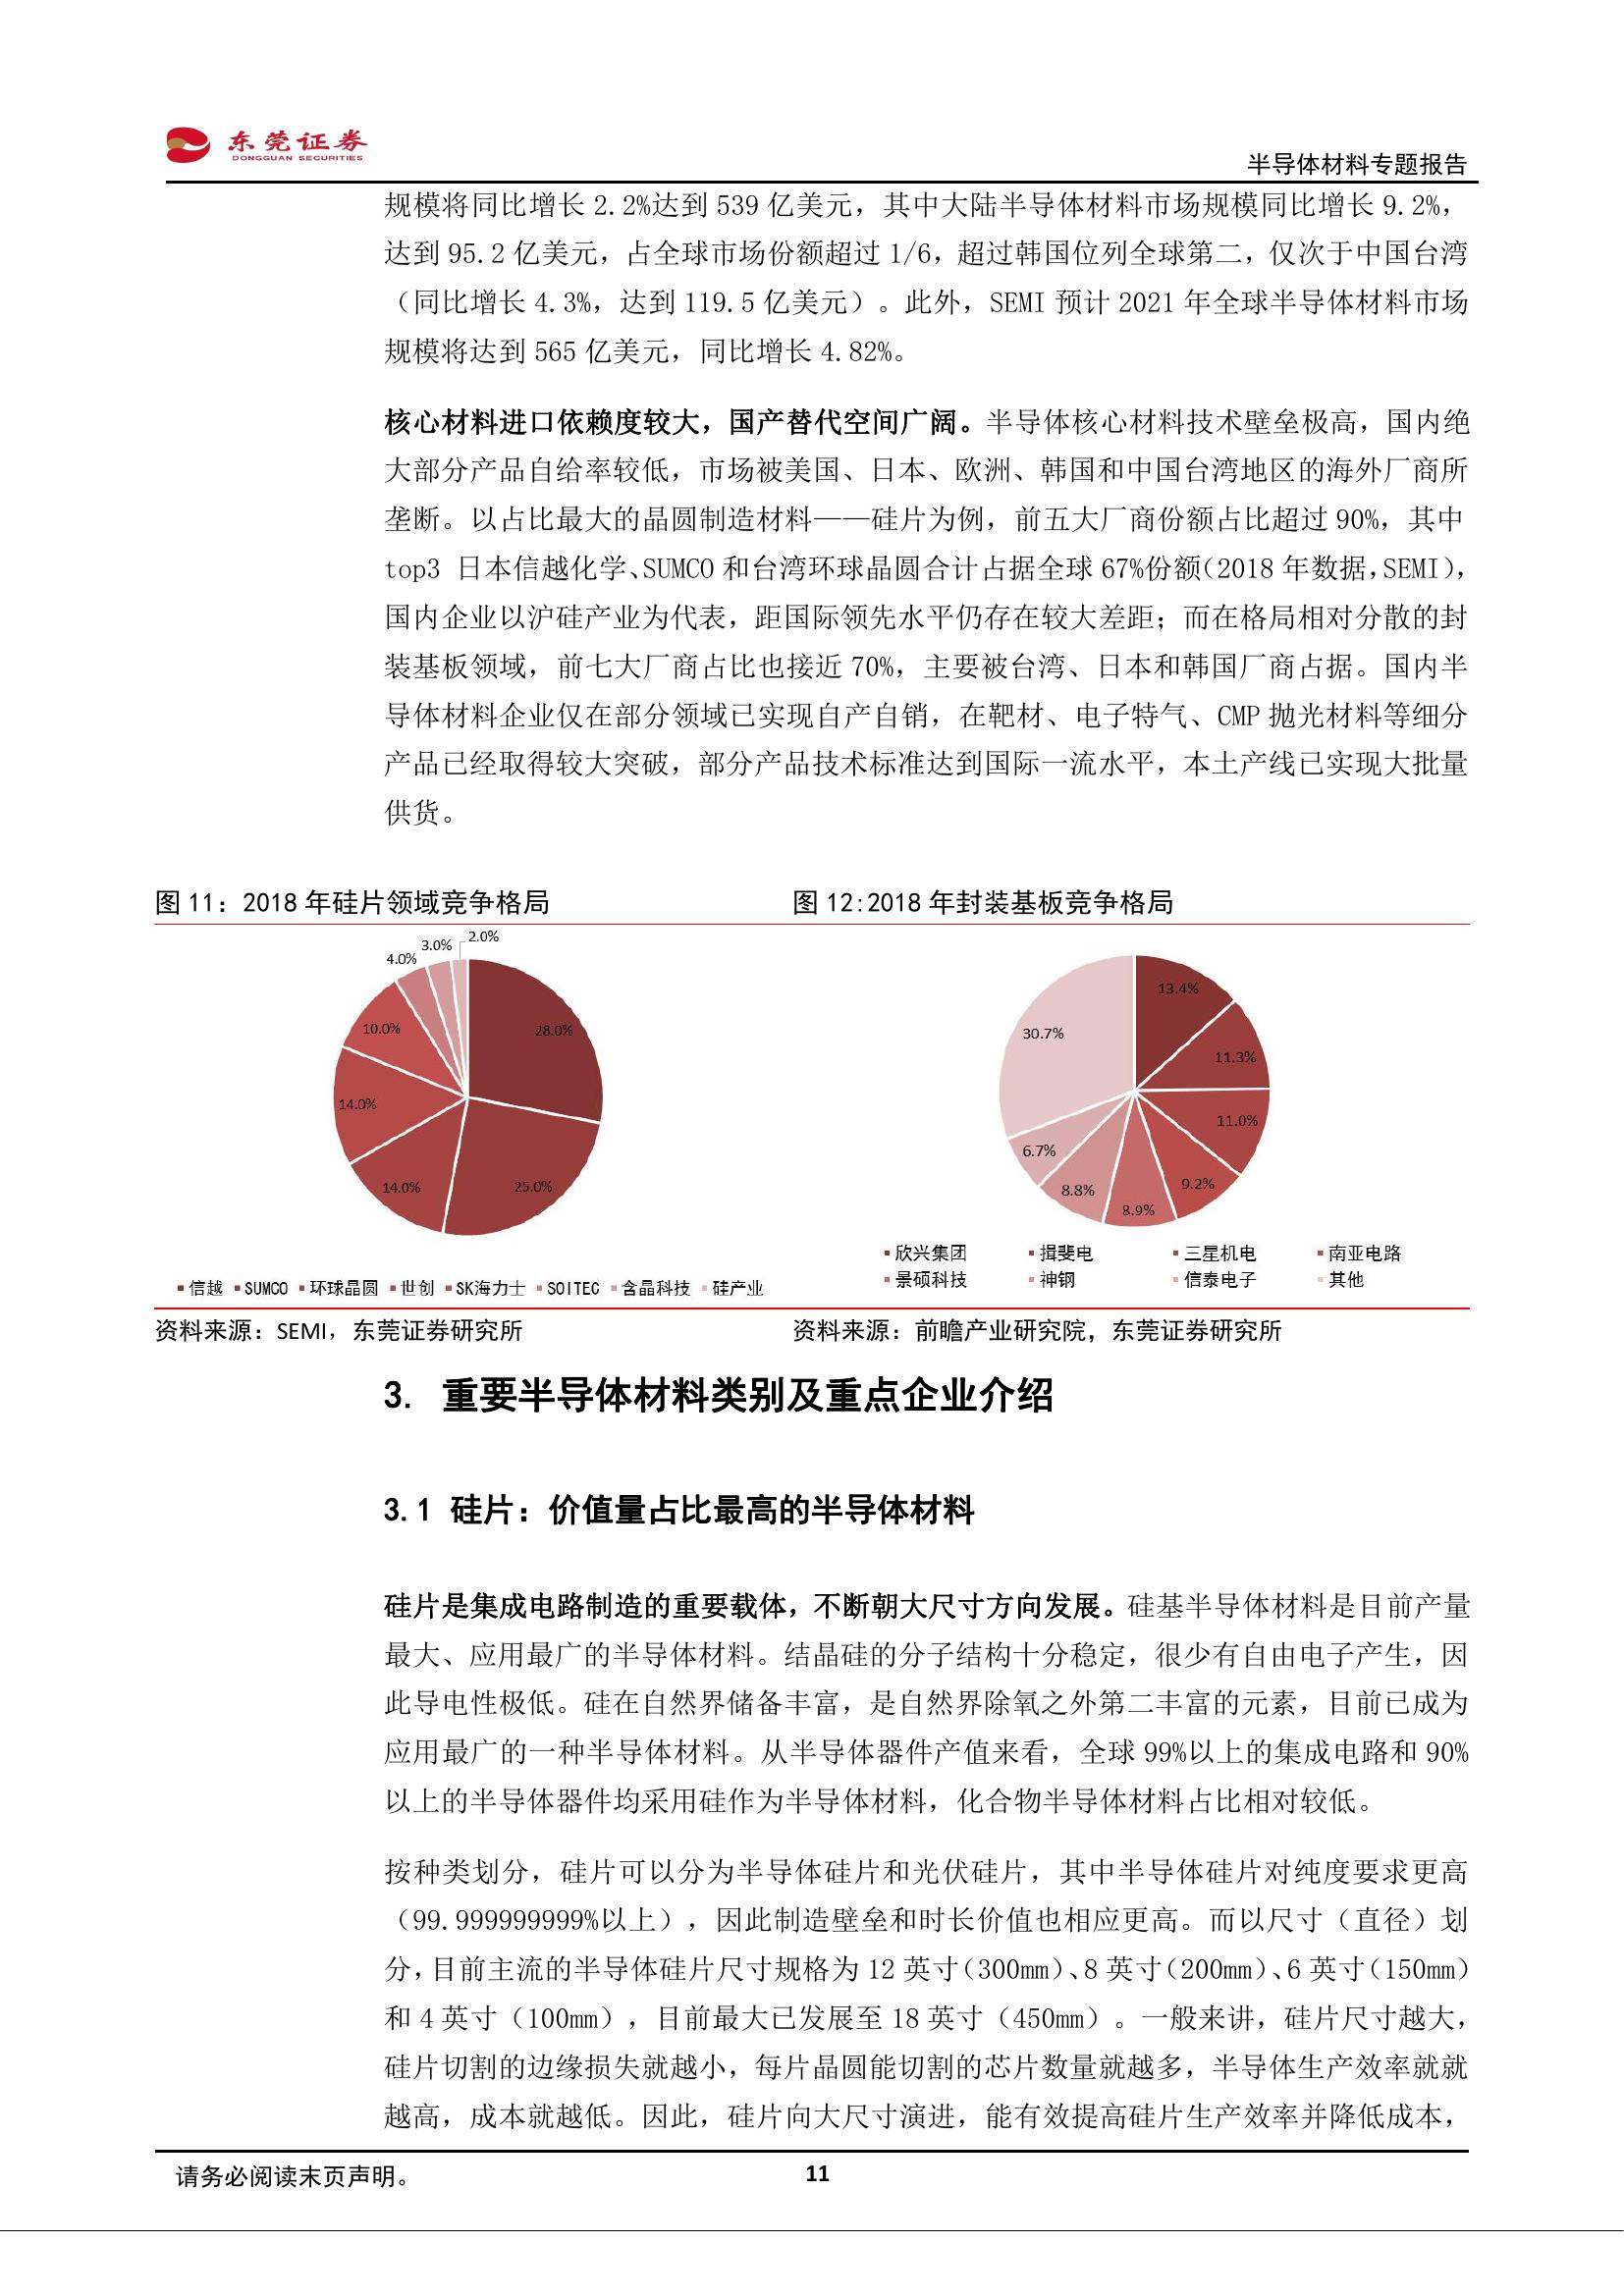 东莞证券
DONGGUAN SECURITIES
半导体材料专题报告
规模将同比增长 2.2%达到 539 亿美元，其中大陆半导体材料市场规模同比增长 9.2%，
达到 95.2 亿美元，占全球市场份额超过 1/6，超过韩国位列全球第二，仅次于中国台湾
（同比增长 4.3%，达到 119.5 亿美元）。此外，SEMI 预计 2021 年全球半导体材料市场
规模将达到 565 亿美元，同比增长 4.82%。
核心材料进口依赖度较大，国产替代空间广阔。半导体核心材料技术壁垒极高，国内绝
大部分产品自给率较低，市场被美国、日本、欧洲、韩国和中国台湾地区的海外厂商所
垄断。以占比最大的晶圆制造材料——硅片为例，前五大厂商份额占比超过 90%，其中
top3 日本信越化学、SUMCO 和台湾环球晶圆合计占据全球 67%份额（2018 年数据，SEMI），
国内企业以沪硅产业为代表，距国际领先水平仍存在较大差距；而在格局相对分散的封
装基板领域，前七大厂商占比也接近 70%，主要被台湾、日本和韩国厂商占据。国内半
导体材料企业仅在部分领域已实现自产自销，在靶材、电子特气、CMP 抛光材料等细分
产品已经取得较大突破，部分产品技术标准达到国际一流水平，本土产线已实现大批量
供货。
图 11：2018 年硅片领域竞争格局
2.0%
3.0%
4.0%
10.0%
28.0%
14.0%
14.0%
25.0%
信越 SUMCO 环球晶圆 世创 SK海力士 SOITEC 含晶科技 硅产业
资料来源：SEMI，东莞证券研究所
图 12:2018 年封装基板竞争格局
13.4%
30.7%
11.3%
11.0%
6.7%
9.2%
8.8%
8.9%
欣兴集团 揖斐电 三星机电 南亚电路
景硕科技 神钢 信泰电子 其他
资料来源：前瞻产业研究院，东莞证券研究所
3. 重要半导体材料类别及重点企业介绍
3.1 硅片：价值量占比最高的半导体材料
硅片是集成电路制造的重要载体，不断朝大尺寸方向发展。硅基半导体材料是目前产量
最大、应用最广的半导体材料。结晶硅的分子结构十分稳定，很少有自由电子产生，因
此导电性极低。硅在自然界储备丰富，是自然界除氧之外第二丰富的元素，目前已成为
应用最广的一种半导体材料。从半导体器件产值来看，全球 99%以上的集成电路和 90%
以上的半导体器件均采用硅作为半导体材料，化合物半导体材料占比相对较低。
按种类划分，硅片可以分为半导体硅片和光伏硅片，其中半导体硅片对纯度要求更高
（99.999999999%以上），因此制造壁垒和时长价值也相应更高。而以尺寸（直径）划
分，目前主流的半导体硅片尺寸规格为 12 英寸（300mm）、8 英寸（200mm）、6 英寸（150mm）
和 4 英寸（100mm），目前最大已发展至 18 英寸（450mm）。一般来讲，硅片尺寸越大，
硅片切割的边缘损失就越小，每片晶圆能切割的芯片数量就越多，半导体生产效率就就
越高，成本就越低。因此，硅片向大尺寸演进，能有效提高硅片生产效率并降低成本，
请务必阅读末页声明。
11